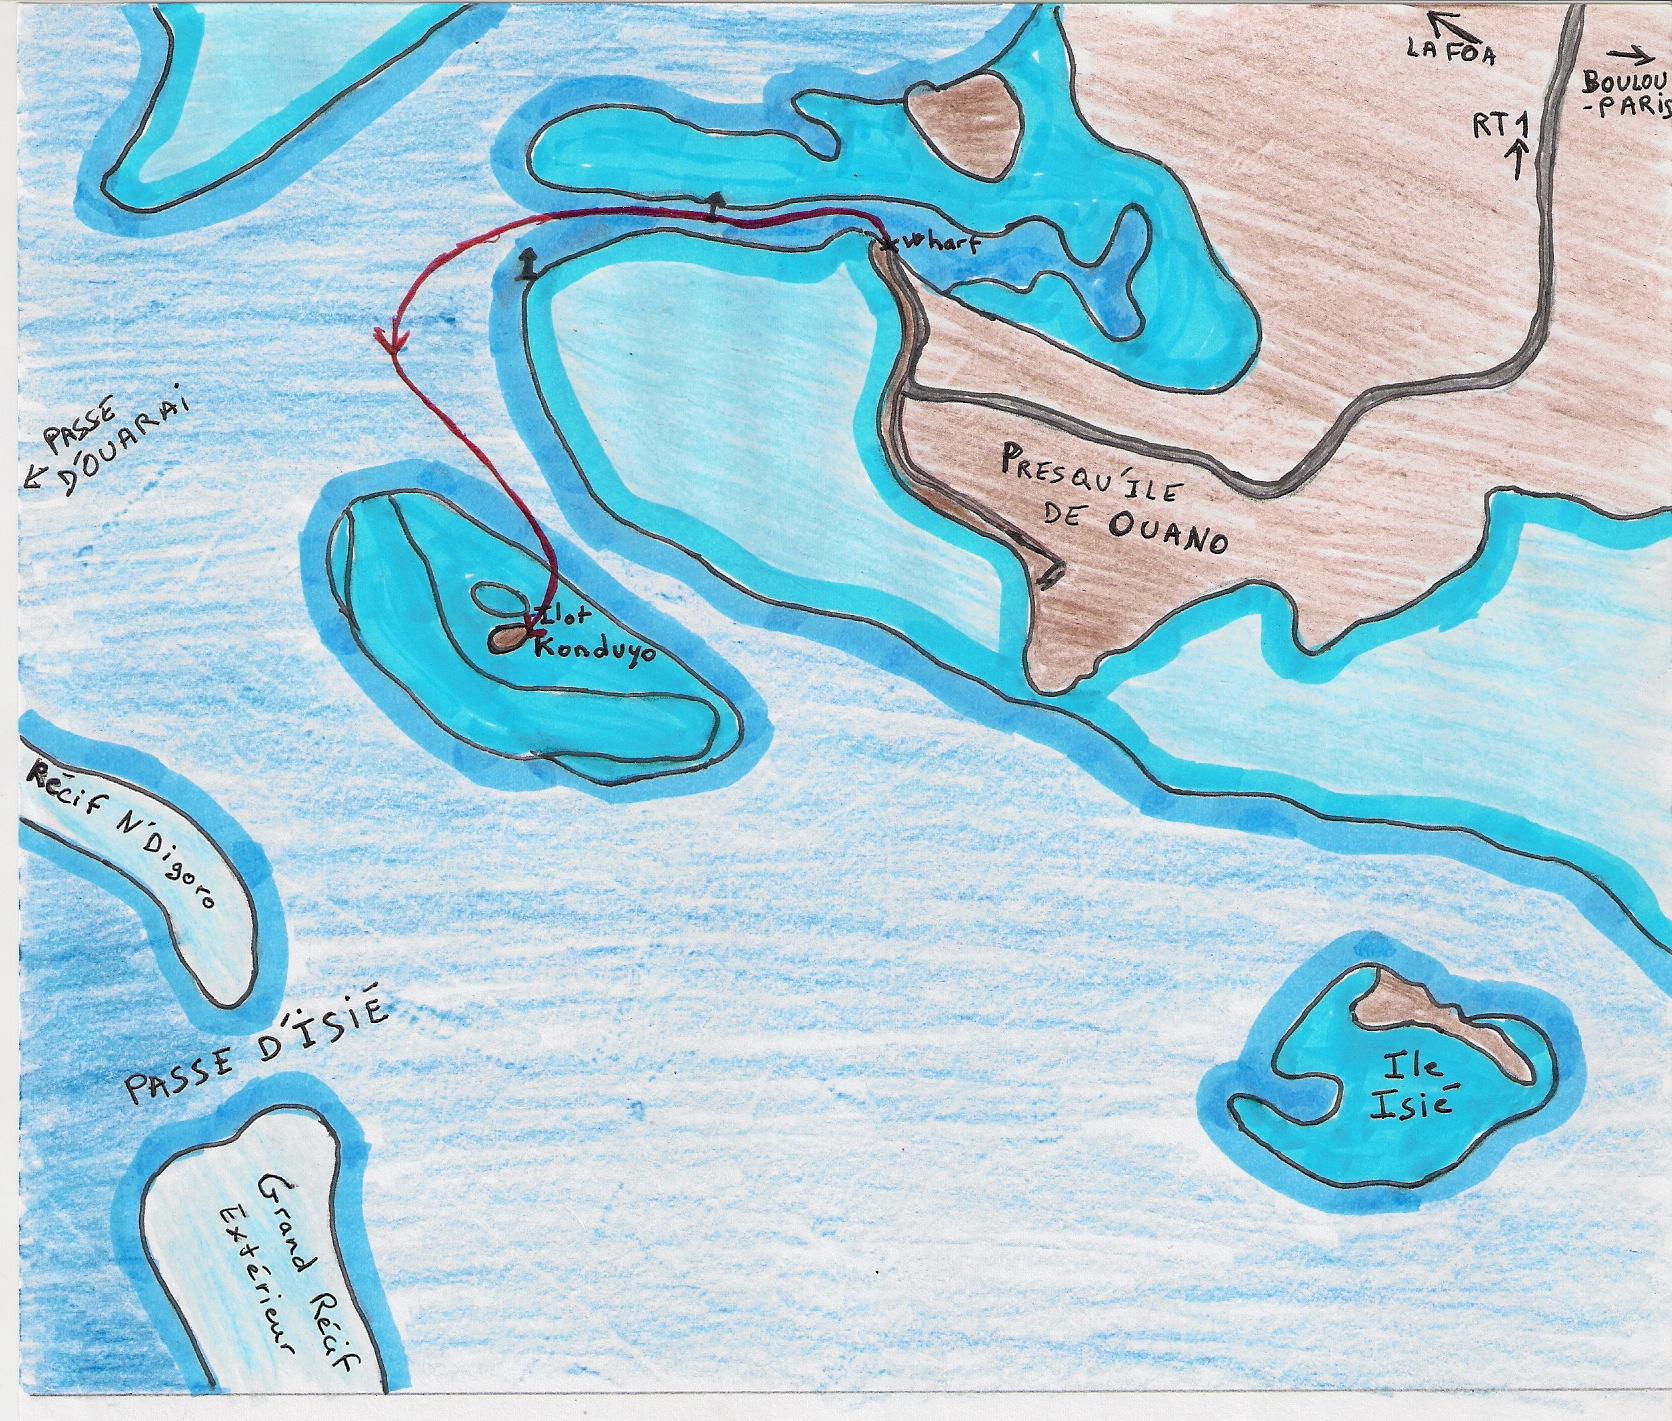 LA FOA
BOULOU
-PARIS
RT1
Wharf
PASSE
D'OUARAI
PRESQU'ILE
DE OUANO
Ilot
Konduyo
Récif N'Digoro
PASSE D'ÏSIÉ
Ile
Isié
Grand Récif
Extérieur